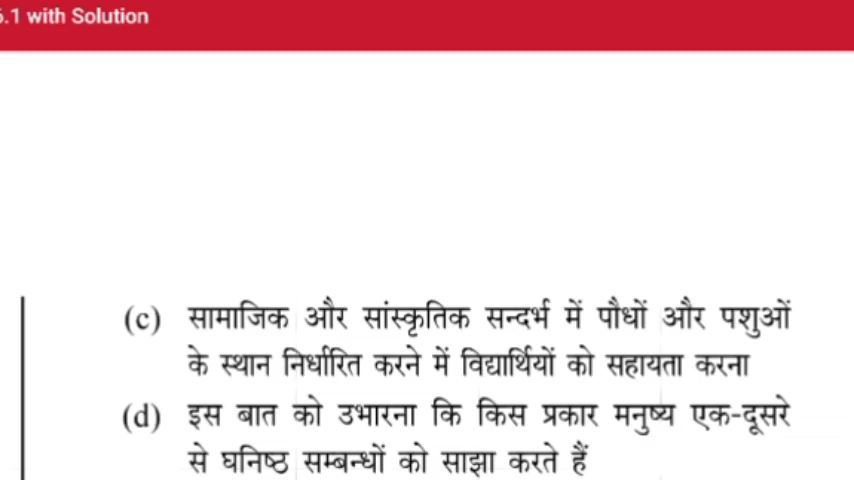 6.1 with Solution
(c) सामाजिक और सांस्कृतिक सन्दर्भ में पौधों और पशुओं
के स्थान निर्धारित करने में विद्यार्थियों को सहायता करना
(d) इस बात को उभारना कि किस प्रकार मनुष्य एक-दूसरे
से घनिष्ठ सम्बन्धों को साझा करते हैं